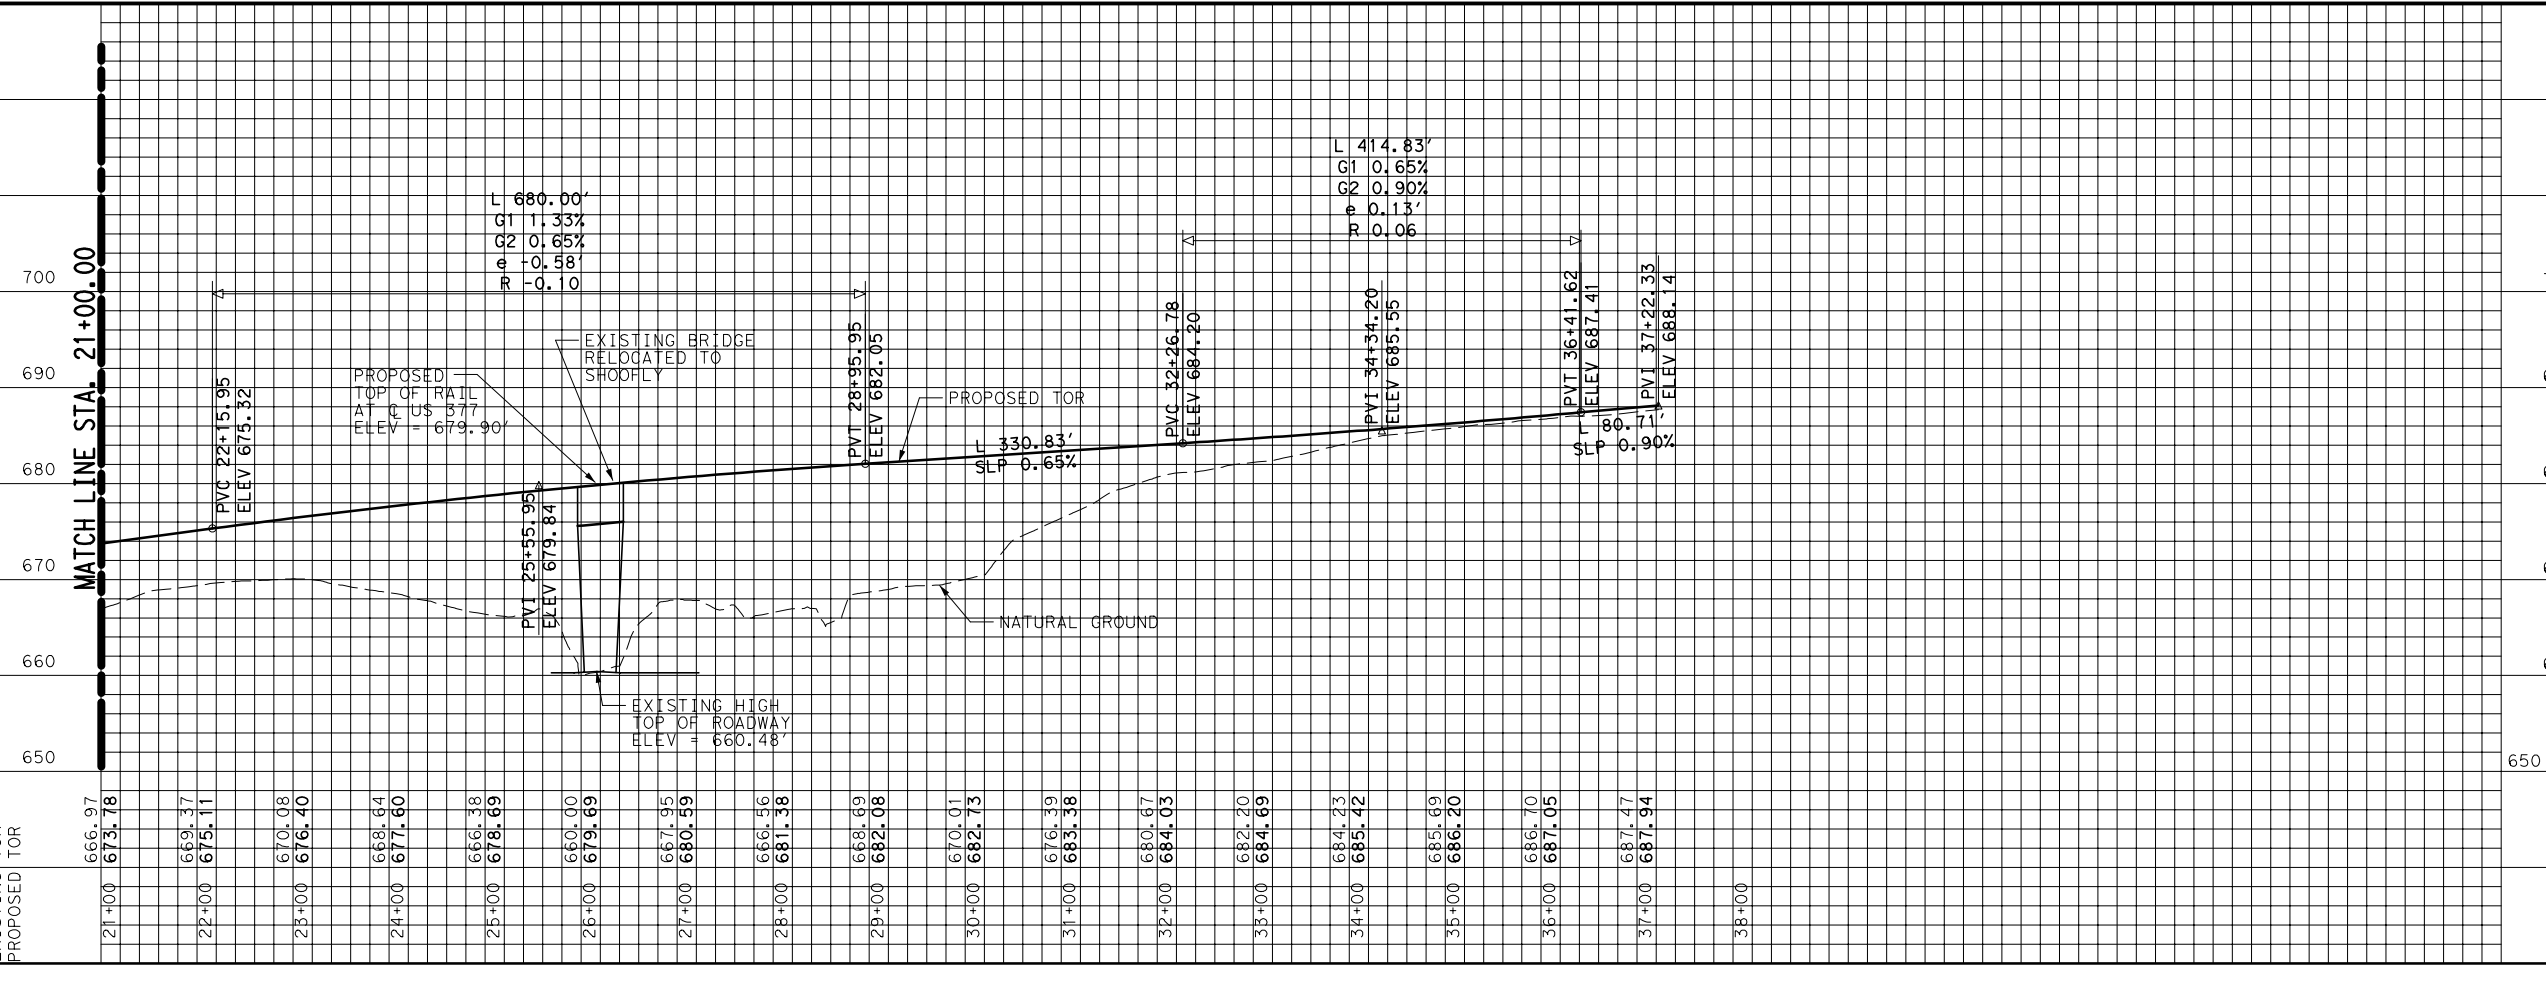 L 414.83'
G1 0.65%
G2 0.90%
e 0.13'
R 0.06
L 680.00'
G1 1.33%
G2 0.65%
e -0.58'
R -0.10
700
690
680
670
660
650
650
MATCH LINE STA. 21+00.00
PVC 22+15.95
ELEV 675.32
PROPOSED
TOP OF RAIL
AT ℄ US 377
ELEV = 679.90'
EXISTING BRIDGE
RELOCATED TO
SHOOFLY
PVI 25+55.95
ELEV 679.84
PVT 28+95.95
ELEV 682.05
PROPOSED TOR
L 330.83'
SLP 0.65%
PVC 32+26.78
ELEV 684.20
PVI 34+34.20
ELEV 685.55
PVT 36+41.62
ELEV 687.41
PVI 37+22.33
ELEV 688.14
L 80.71'
SLP 0.90%
NATURAL GROUND
EXISTING HIGH
TOP OF ROADWAY
ELEV = 660.48'
PROPOSED TOR
666.97
673.78
669.37
675.11
670.08
676.40
668.64
677.60
666.38
678.69
660.00
679.69
667.95
680.59
666.56
681.38
668.69
682.08
670.01
682.73
676.39
683.38
680.67
684.03
682.20
684.69
684.23
685.42
685.69
686.20
686.70
687.05
687.47
687.94
21+00
22+00
23+00
24+00
25+00
26+00
27+00
28+00
29+00
30+00
31+00
32+00
33+00
34+00
35+00
36+00
37+00
38+00